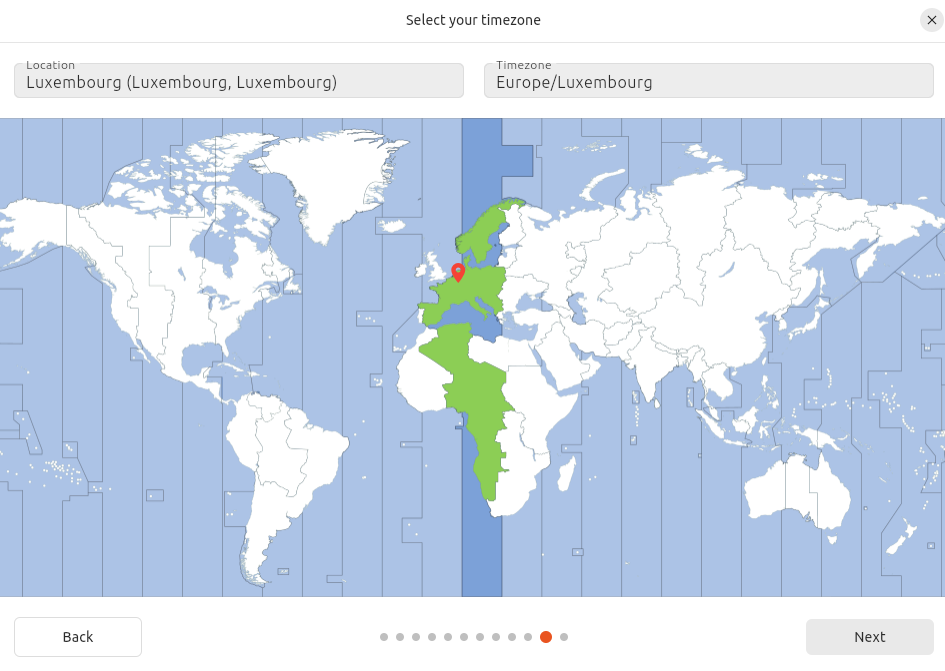 Select your timezone
Location
Luxembourg (Luxembourg, Luxembourg)
Timezone
Europe/Luxembourg
Back
Next